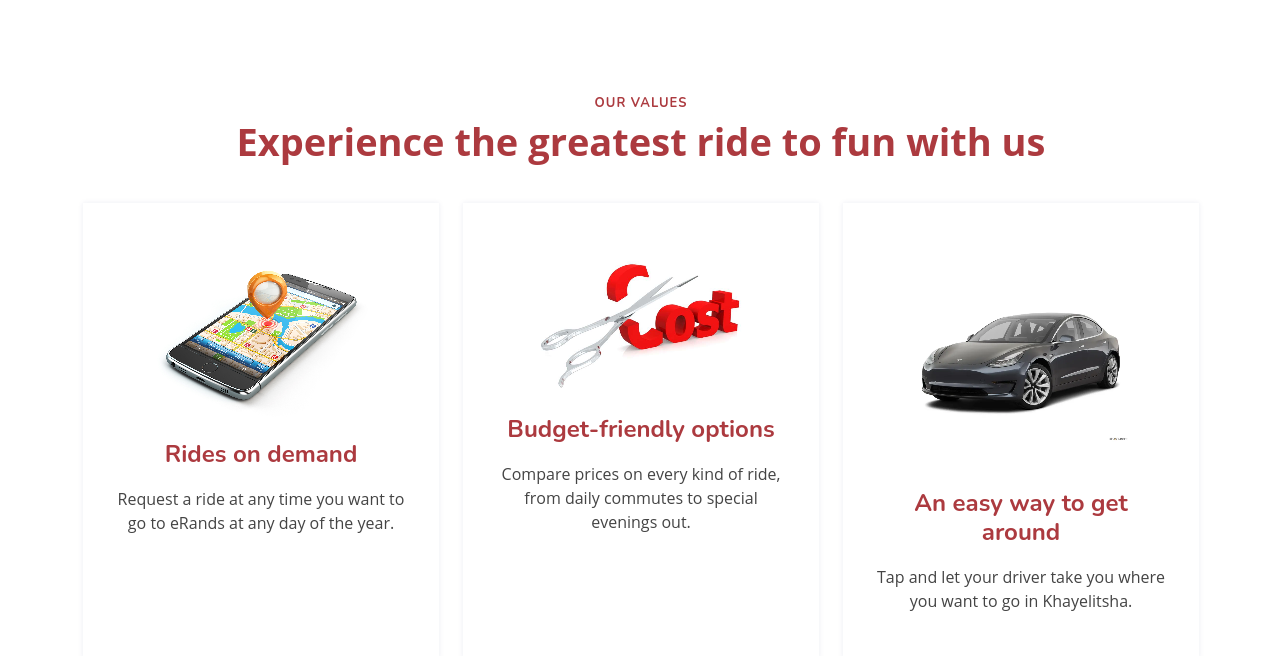 OUR VALUES
Experience the greatest ride to fun with us
Cost
Rides on demand
Request a ride at any time you want to
go to eRands at any day of the year.
Budget-friendly options
Compare prices on every kind of ride,
from daily commutes to special
evenings out.
An easy way to get
around
Tap and let your driver take you where
you want to go in Khayelitsha.